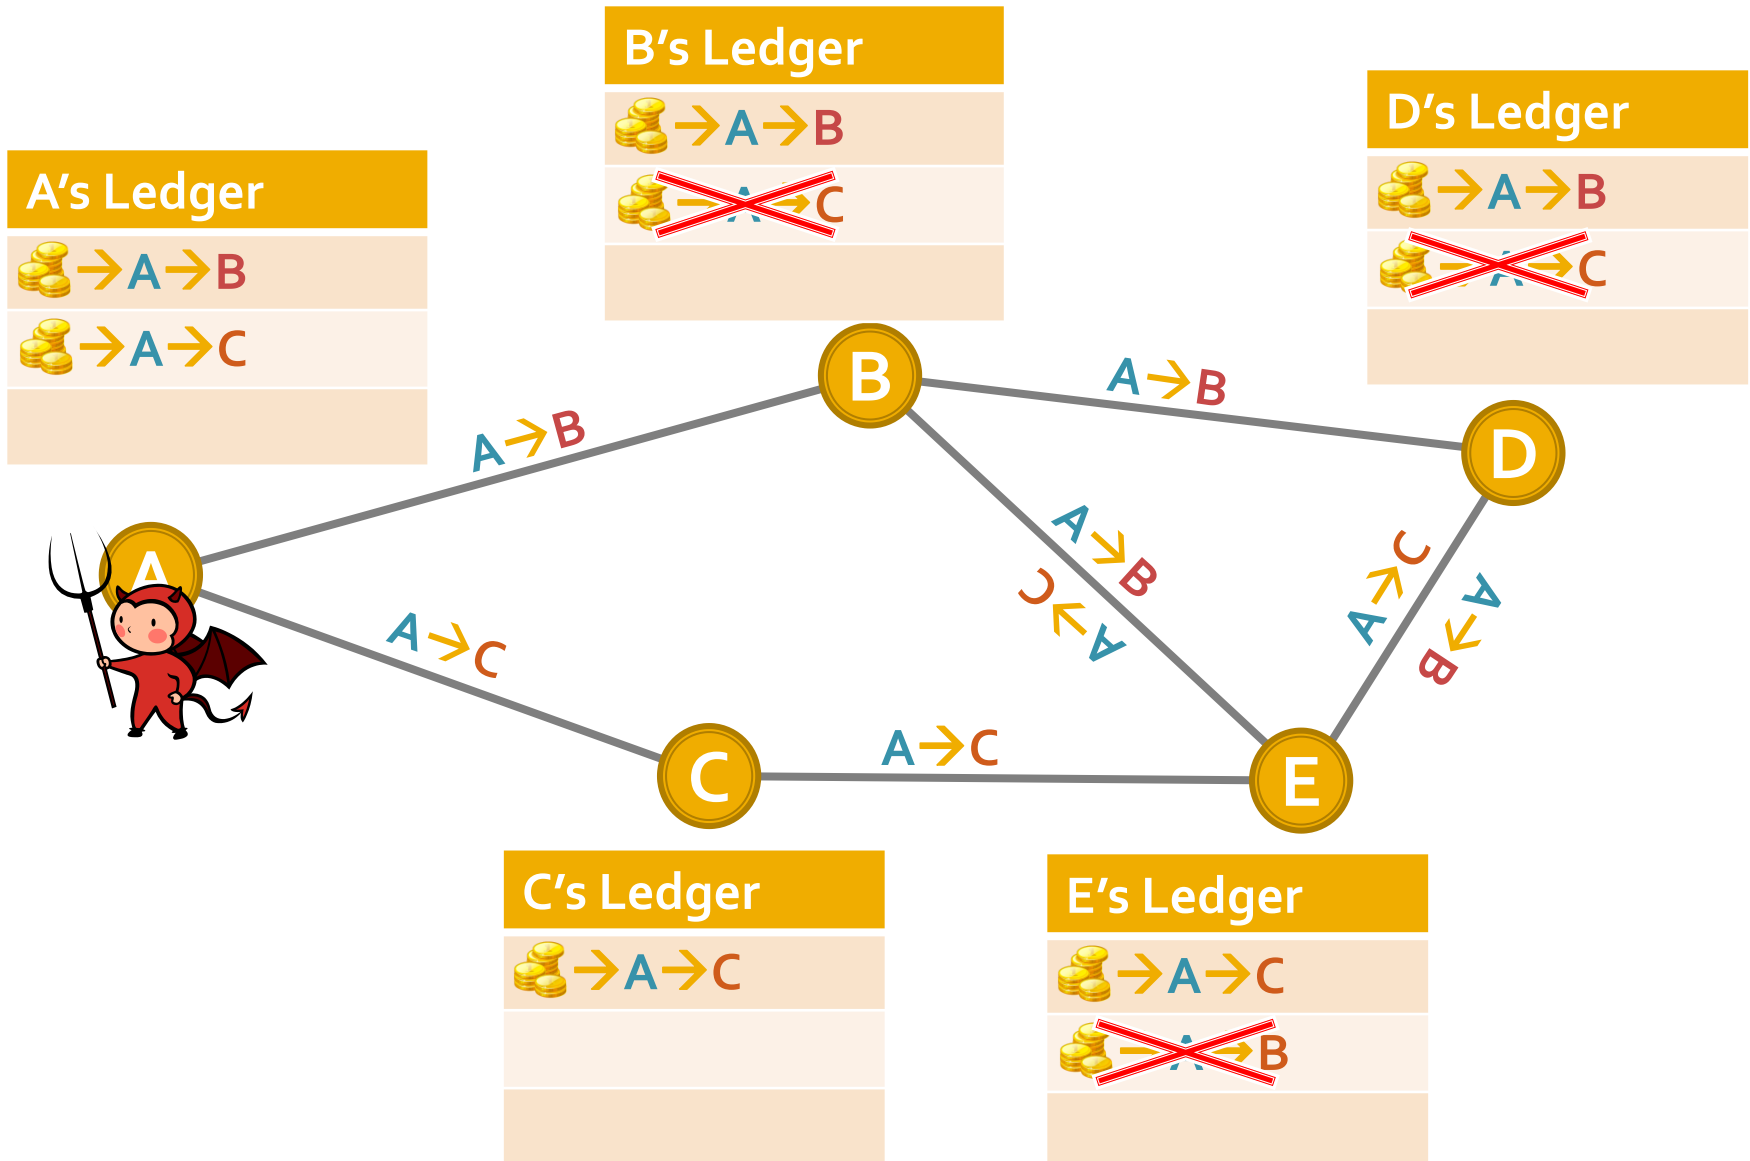 B's Ledger
→A→B
→A→C
D's Ledger
→A→B
→A→C
A's Ledger
→A→B
→A→C
B
A→B
D
A→B
A
A→B
A→C
A→C
A→B
A→C
C
A→C
E
C's Ledger
→A→C
E's Ledger
→A→C
→A→B